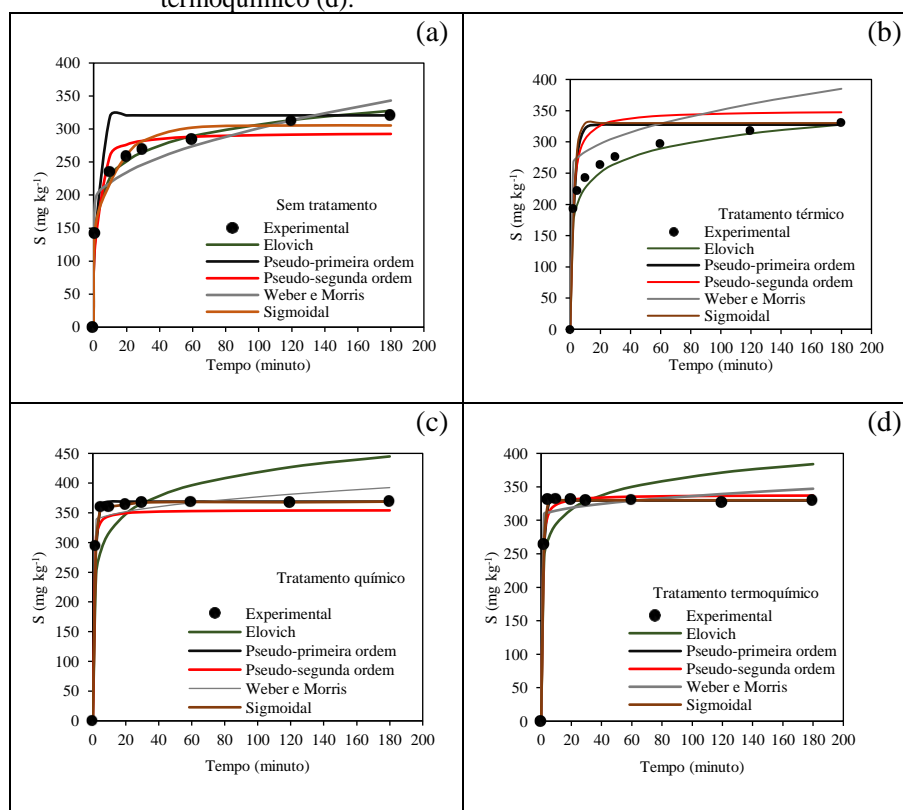 termoquímico (d).
(a)
400
350
300
250
200
150
100
50
0
S (mg kg⁻¹)
Sem tratamento
Experimental
Elovich
Pseudo-primeira ordem
Pseudo-segunda ordem
Weber e Morris
Sigmoidal
0 20 40 60 80 100 120 140 160 180 200
Tempo (minuto)
(b)
400
350
300
250
200
150
100
50
0
S (mg kg⁻¹)
Tratamento térmico
Experimental
Elovich
Pseudo-primeira ordem
Pseudo-segunda ordem
Weber e Morris
Sigmoidal
0 20 40 60 80 100 120 140 160 180 200
Tempo (minuto)
(c)
450
400
350
300
250
200
150
100
50
0
S (mg kg⁻¹)
Tratamento químico
Experimental
Elovich
Pseudo-primeira ordem
Pseudo-segunda ordem
Weber e Morris
Sigmoidal
0 20 40 60 80 100 120 140 160 180 200
Tempo (minuto)
(d)
400
350
300
250
200
150
100
50
0
S (mg kg⁻¹)
Tratamento termoquímico
Experimental
Elovich
Pseudo-primeira ordem
Pseudo-segunda ordem
Weber e Morris
Sigmoidal
0 20 40 60 80 100 120 140 160 180 200
Tempo (minuto)